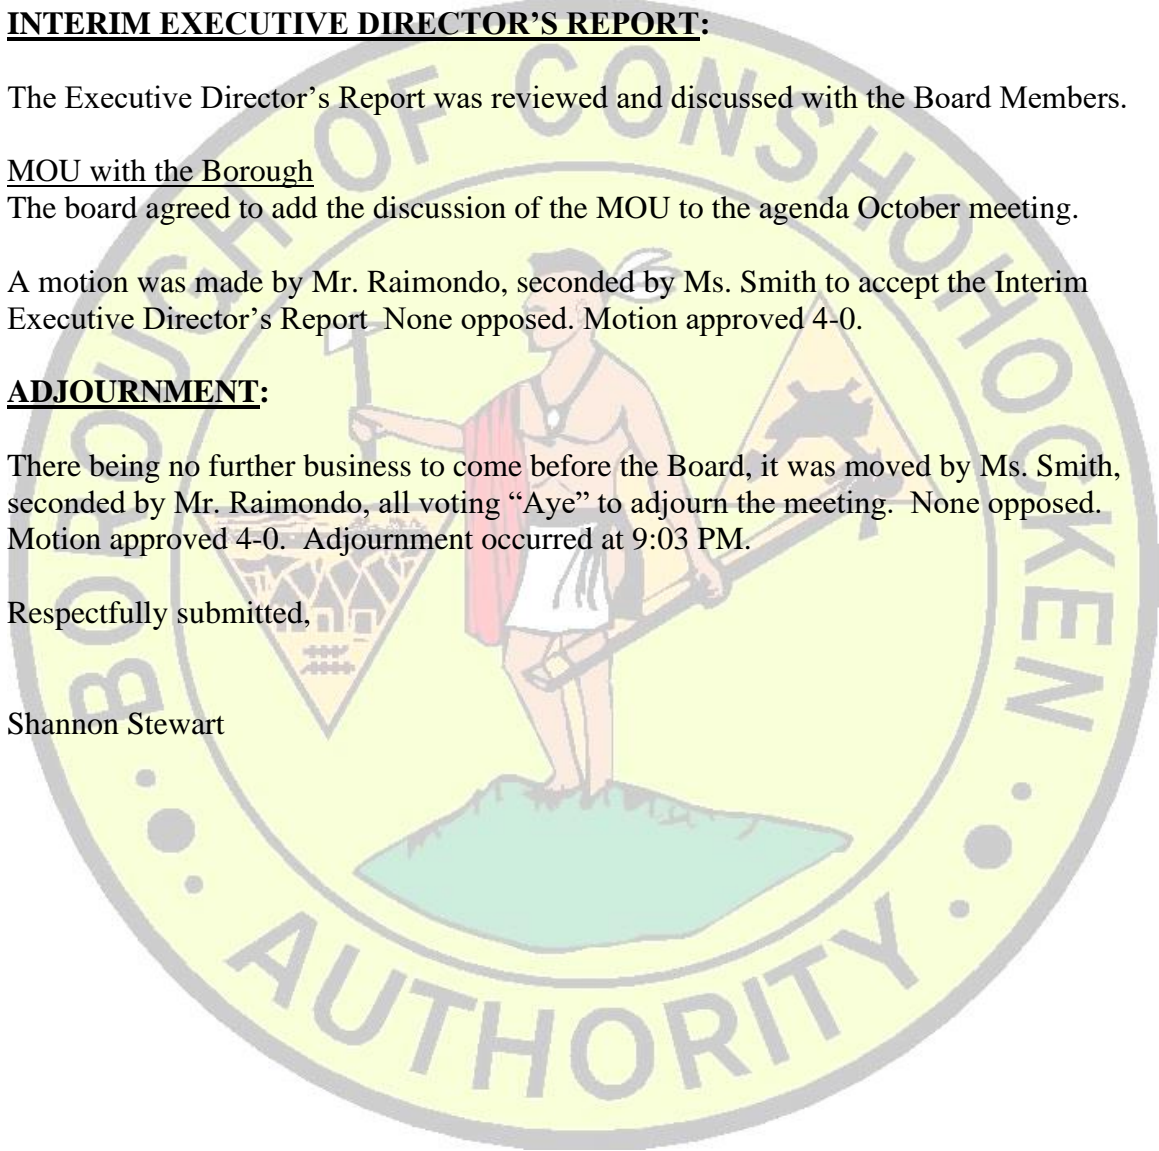 INTERIM EXECUTIVE DIRECTOR’S REPORT:
The Executive Director’s Report was reviewed and discussed with the Board Members.
MOU with the Borough
The board agreed to add the discussion of the MOU to the agenda October meeting.
A motion was made by Mr. Raimondo, seconded by Ms. Smith to accept the Interim
Executive Director’s Report  None opposed. Motion approved 4-0.
ADJOURNMENT:
There being no further business to come before the Board, it was moved by Ms. Smith,
seconded by Mr. Raimondo, all voting “Aye” to adjourn the meeting.  None opposed.
Motion approved 4-0.  Adjournment occurred at 9:03 PM.
Respectfully submitted,
Shannon Stewart
BOROUGH OF CONSHOHOCKEN
AUTHORITY